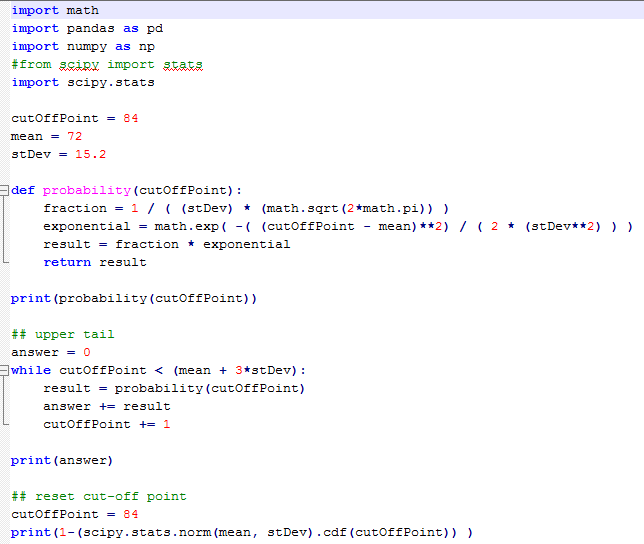 import math
import pandas as pd
import numpy as np
#from scipy import stats
import scipy.stats
cutOffPoint = 84
mean = 72
stDev = 15.2
def probability(cutOffPoint):
    fraction = 1 / ( (stDev) * (math.sqrt(2*math.pi)) )
    exponential = math.exp( -( (cutOffPoint - mean)**2) / ( 2 * (stDev**2) ) )
    result = fraction * exponential
    return result
print(probability(cutOffPoint))
## upper tail
answer = 0
while cutOffPoint < (mean + 3*stDev):
    result = probability(cutOffPoint)
    answer += result
    cutOffPoint += 1
print(answer)
## reset cut-off point
cutOffPoint = 84
print(1-(scipy.stats.norm(mean, stDev).cdf(cutOffPoint)) )